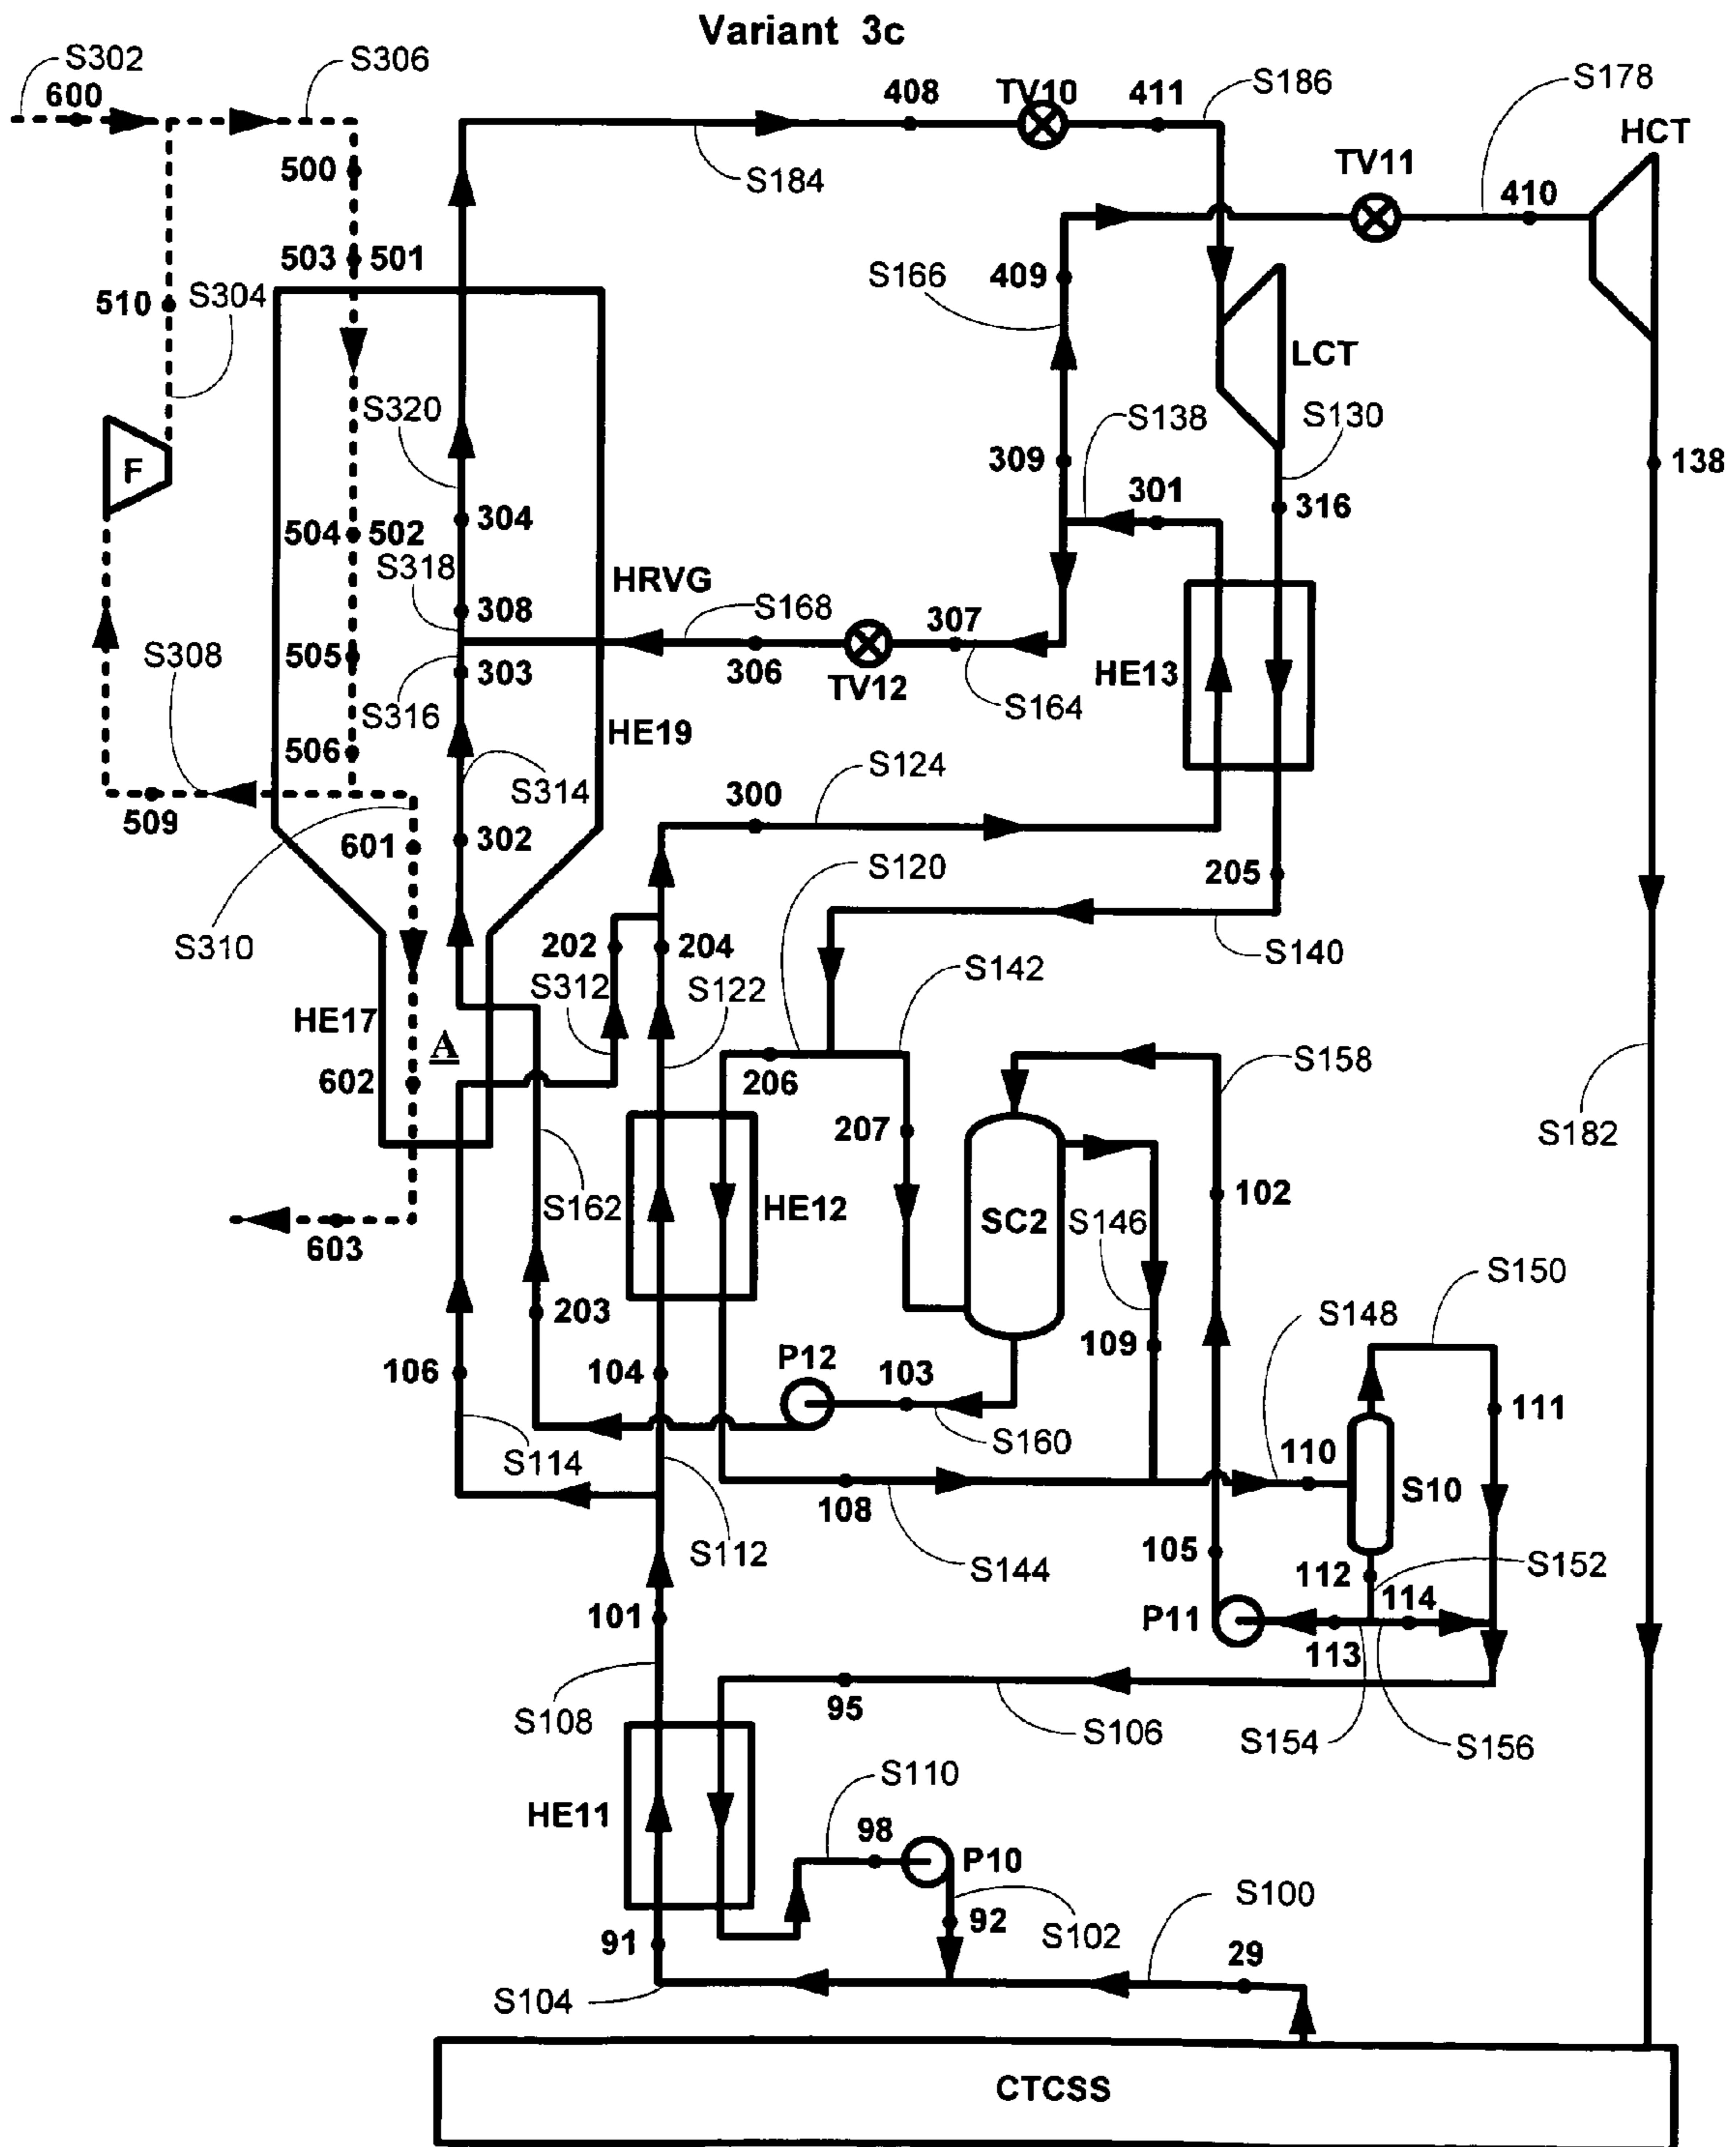 Variant 3c
S302
S306
600
408
TV10
411
S186
S178
HCT
500
S184
TV11
410
503
501
510
S304
S166
409
LCT
S320
S138
S130
F
309
301
316
138
504
304
502
S318
HRVG
308
S168
307
S308
505
303
306
TV12
HE13
S164
S316
506
HE19
S314
S124
509
300
601
302
S120
205
S310
202
204
S140
S312
S122
S142
HE17
A
602
206
S158
207
S182
S162
HE12
SC2
S146
102
603
S150
203
S148
P12
109
106
104
103
111
S114
S160
110
108
S10
S112
S144
105
112
S152
114
101
P11
113
95
S108
S106
S154
S156
S110
HE11
98
P10
S100
92
S102
91
29
S104
CTCSS